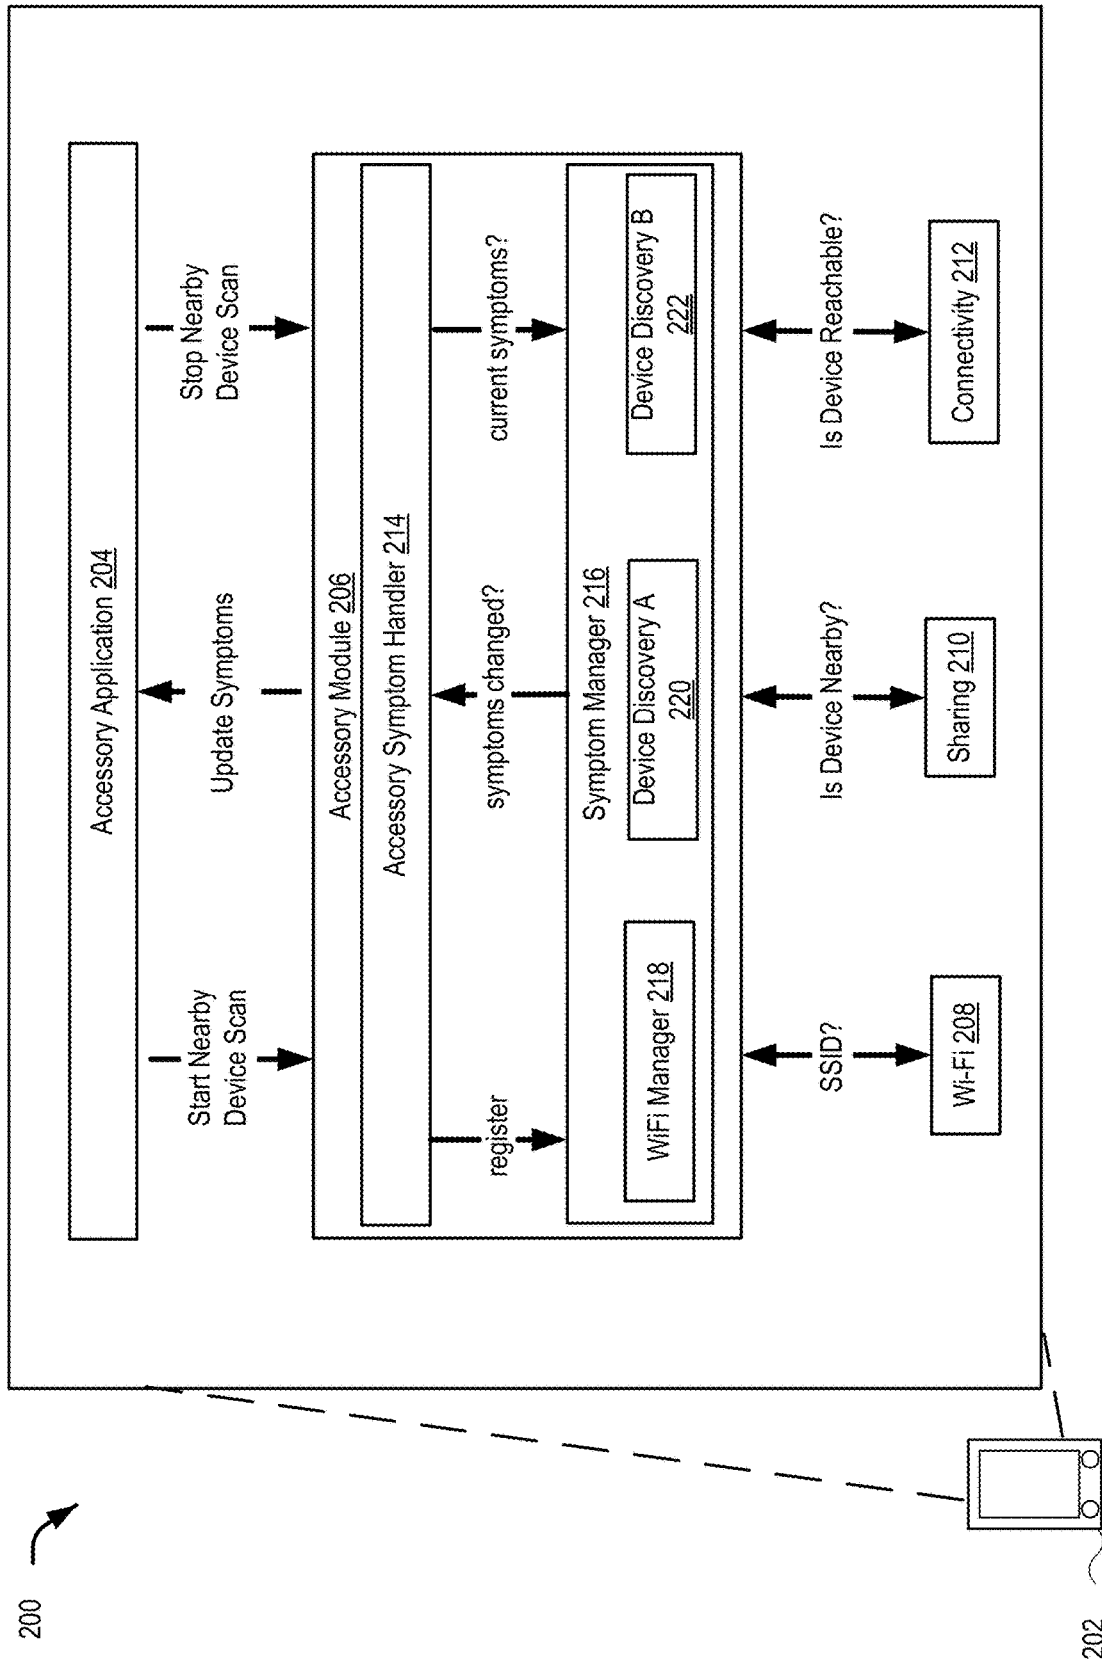 200
202
Accessory Application 204
Start Nearby
Device Scan
Update Symptoms
Stop Nearby
Device Scan
Accessory Module 206
Accessory Symptom Handler 214
register
symptoms changed?
current symptoms?
Symptom Manager 216
WiFi Manager 218
Device Discovery A
220
Device Discovery B
222
SSID?
Is Device Nearby?
Is Device Reachable?
Wi-Fi 208
Sharing 210
Connectivity 212